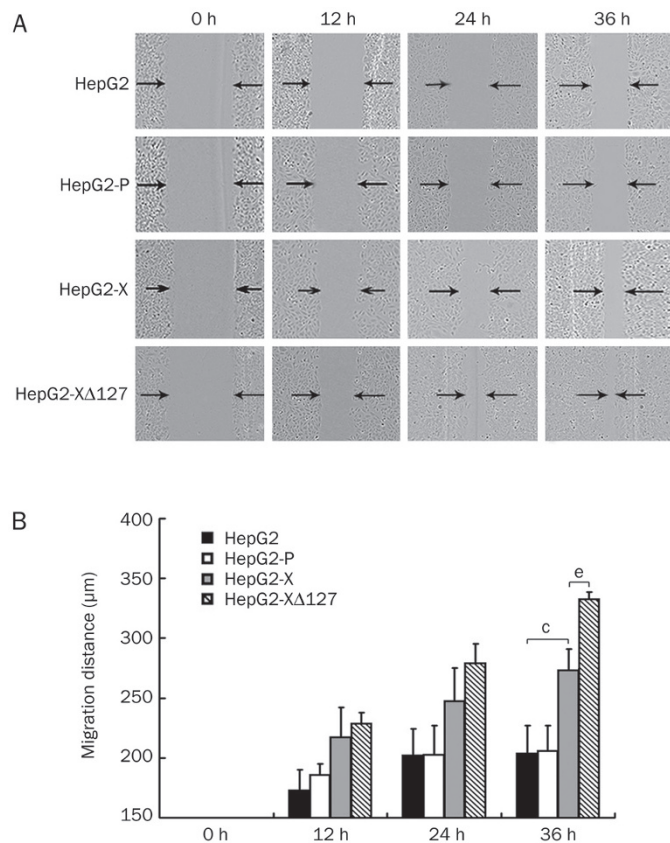 A
0 h 12 h 24 h 36 h
HepG2
HepG2-P
HepG2-X
HepG2-XΔ127
B
Migration distance (μm)
400
350
300
250
200
150
HepG2
HepG2-P
HepG2-X
HepG2-XΔ127
c
e
0 h 12 h 24 h 36 h